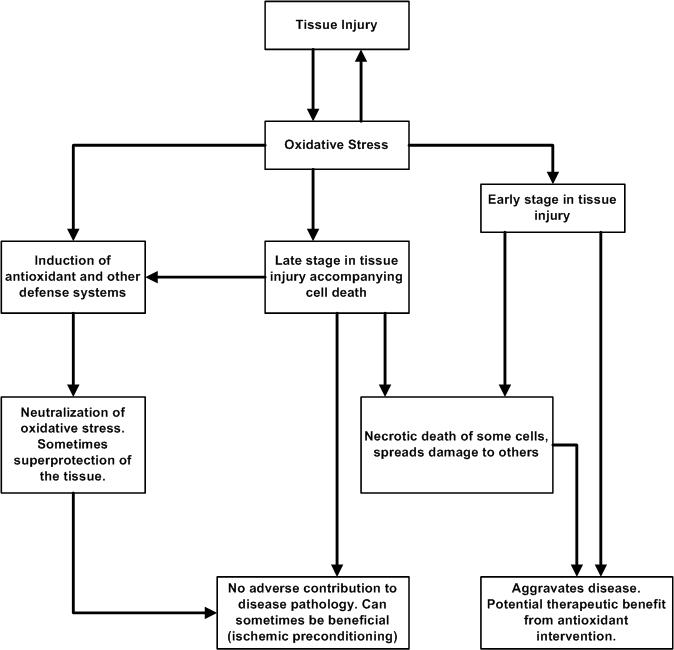 Tissue Injury
Oxidative Stress
Early stage in tissue
injury
Induction of
antioxidant and other
defense systems
Late stage in tissue
injury accompanying
cell death
Neutralization of
oxidative stress.
Sometimes
superprotection of
the tissue.
Necrotic death of some cells,
spreads damage to others
No adverse contribution to
disease pathology. Can
sometimes be beneficial
(ischemic preconditioning)
Aggravates disease.
Potential therapeutic benefit
from antioxidant
intervention.